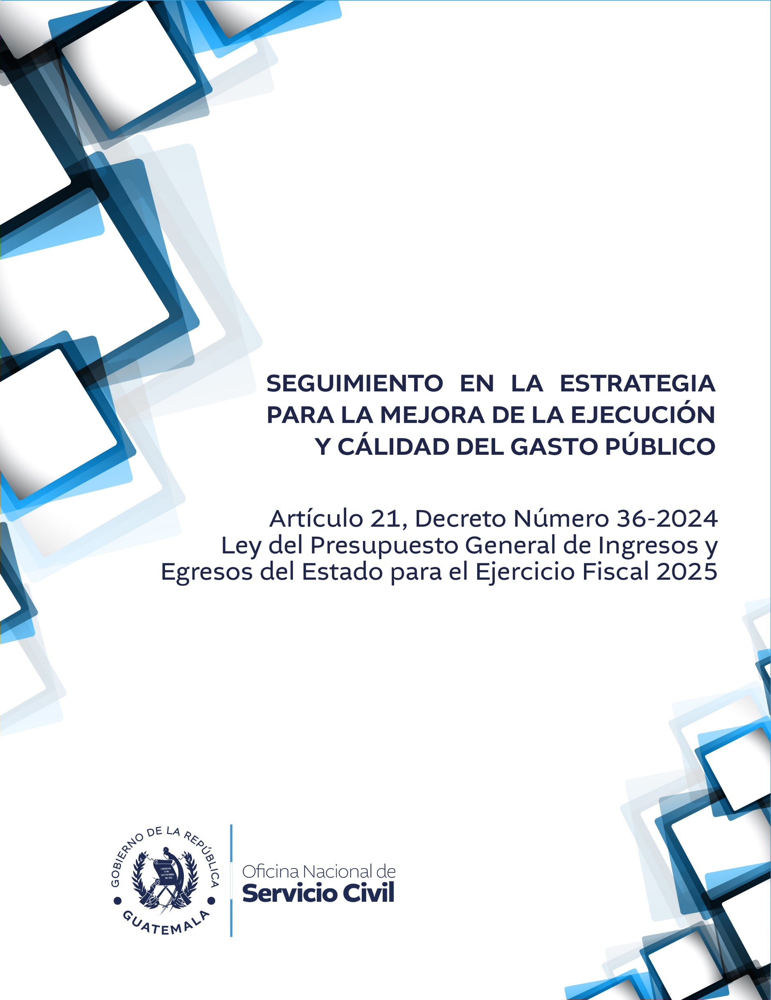 SEGUIMIENTO EN LA ESTRATEGIA
PARA LA MEJORA DE LA EJECUCIÓN
Y CÁLIDAD DEL GASTO PÚBLICO
Artículo 21, Decreto Número 36-2024
Ley del Presupuesto General de Ingresos y
Egresos del Estado para el Ejercicio Fiscal 2025
GOBIERNO DE LA REPÚBLICA
GUATEMALA
LIBERTAD
15 DE
SEPTIEMBRE
DE 1821
Oficina Nacional de
Servicio Civil